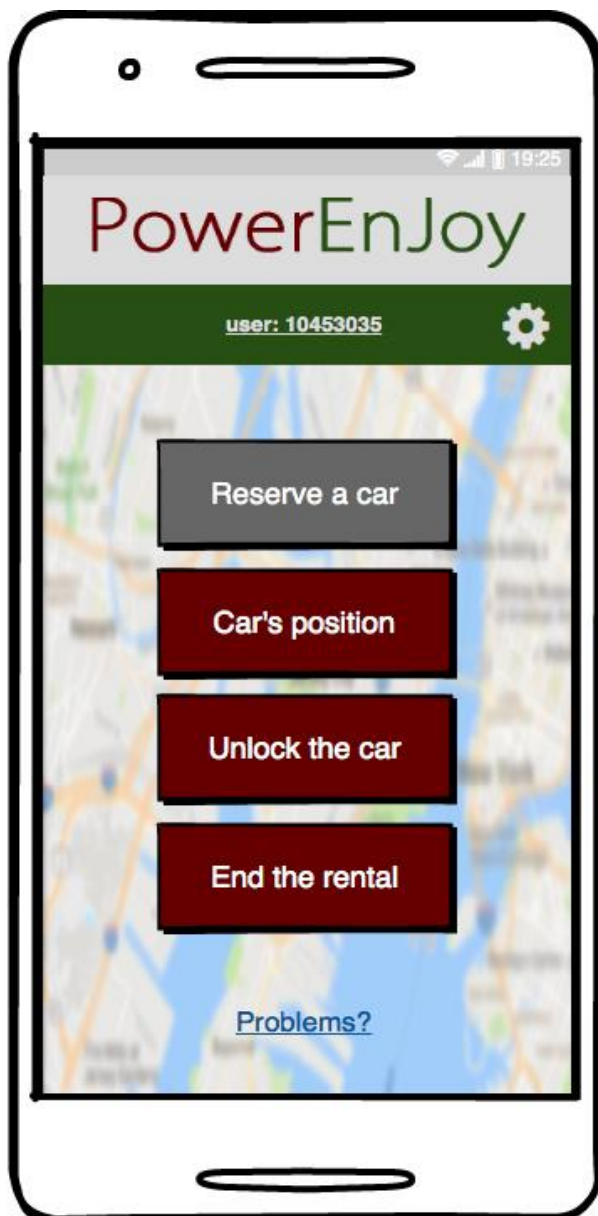 19:25
PowerEnJoy
user: 10453035
Reserve a car
Car's position
Unlock the car
End the rental
Problems?